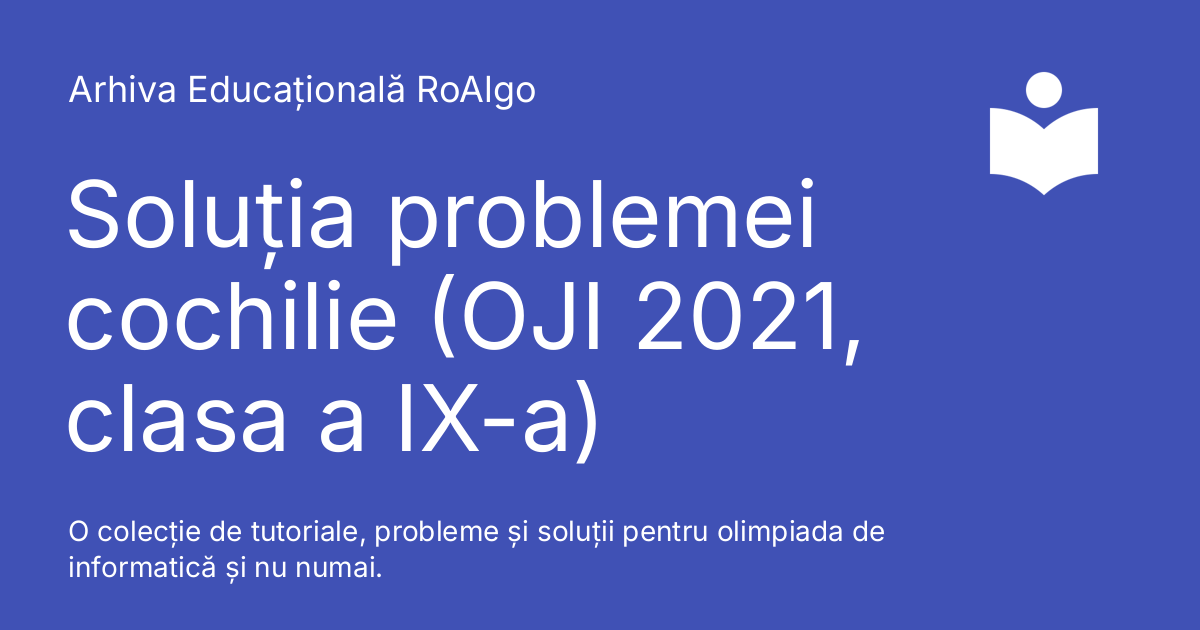 Arhiva Educațională RoAlgo
Soluția problemei
cochilie (OJI 2021,
clasa a IX-a)
O colecție de tutoriale, probleme și soluții pentru olimpiada de
informatică și nu numai.